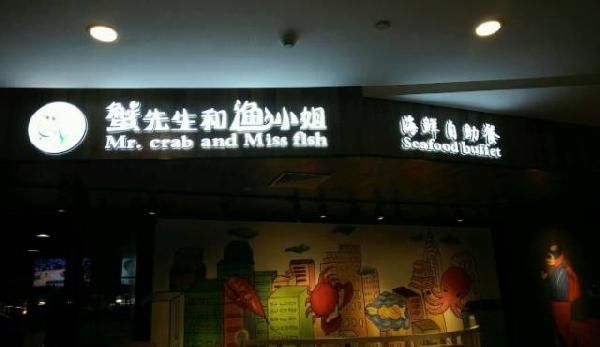 蟹先生和渔小姐
Mr. crab and Miss fish
海鲜自助餐
Seafood buffet